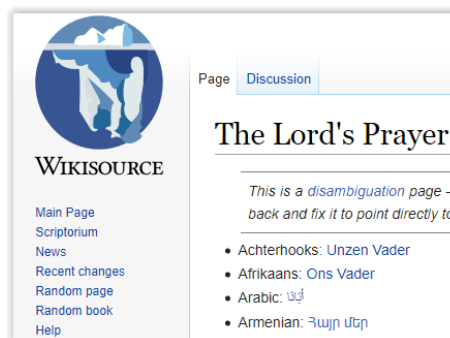 WIKISOURCE
Main Page
Scriptorium
News
Recent changes
Random page
Random book
Help
Page
Discussion
The Lord's Prayer
This is a disambiguation page -
back and fix it to point directly to
• Achterhooks: Unzen Vader
• Afrikaans: Ons Vader
• Arabic:
• Armenian: Հայր մեր